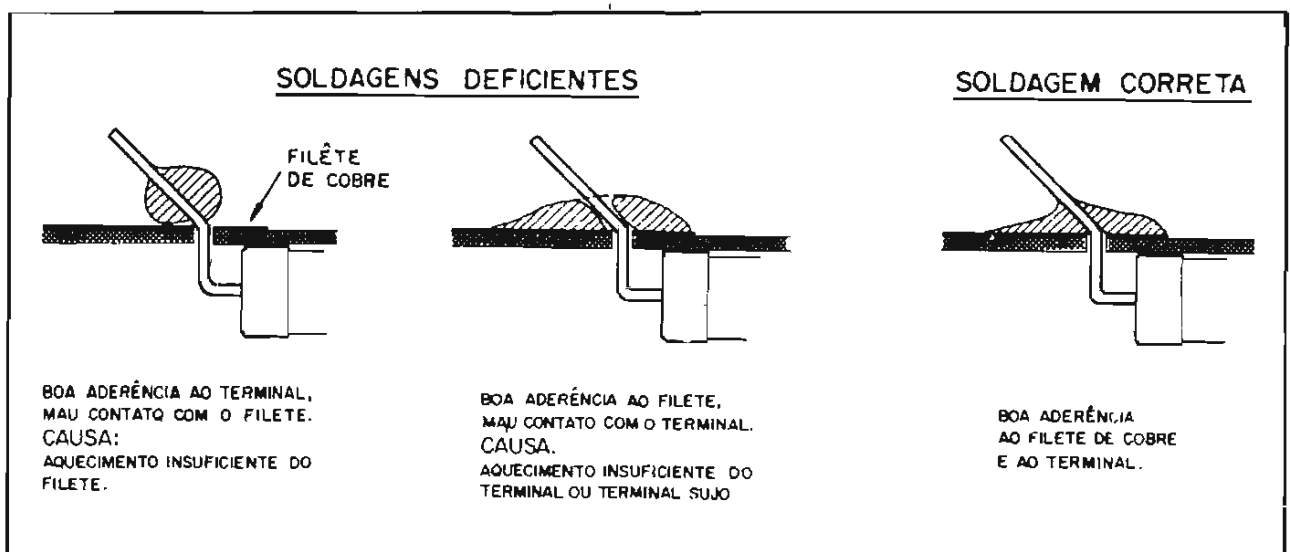 SOLDAGENS DEFICIENTES
SOLDAGEM CORRETA
FILÊTE
DE COBRE
BOA ADERÊNCIA AO TERMINAL,
MAU CONTATO COM O FILETE.
CAUSA:
AQUECIMENTO INSUFICIENTE DO
FILETE.
BOA ADERÊNCIA AO FILETE,
MAU CONTATO COM O TERMINAL.
CAUSA.
AQUECIMENTO INSUFICIENTE DO
TERMINAL OU TERMINAL SUJO
BOA ADERÊNCIA
AO FILETE DE COBRE
E AO TERMINAL.